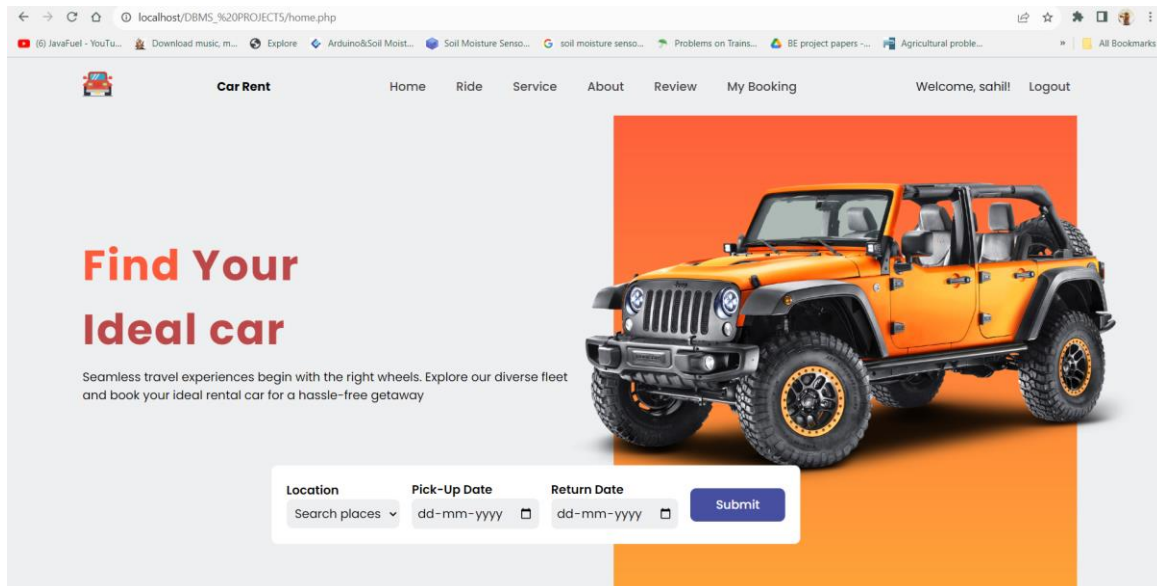 localhost/DBMS_%20PROJECTS/home.php
(6) JavaFuel - YouTu... Download music, m... Explore Arduino&Soil Moist... Soil Moisture Senso... soil moisture senso... Problems on Trains... BE project papers -... Agricultural proble... » All Bookmarks
Car Rent Home Ride Service About Review My Booking Welcome, sahil! Logout
Find Your
Ideal car
Seamless travel experiences begin with the right wheels. Explore our diverse fleet
and book your ideal rental car for a hassle-free getaway
Location Pick-Up Date Return Date
Search places dd-mm-yyyy dd-mm-yyyy Submit